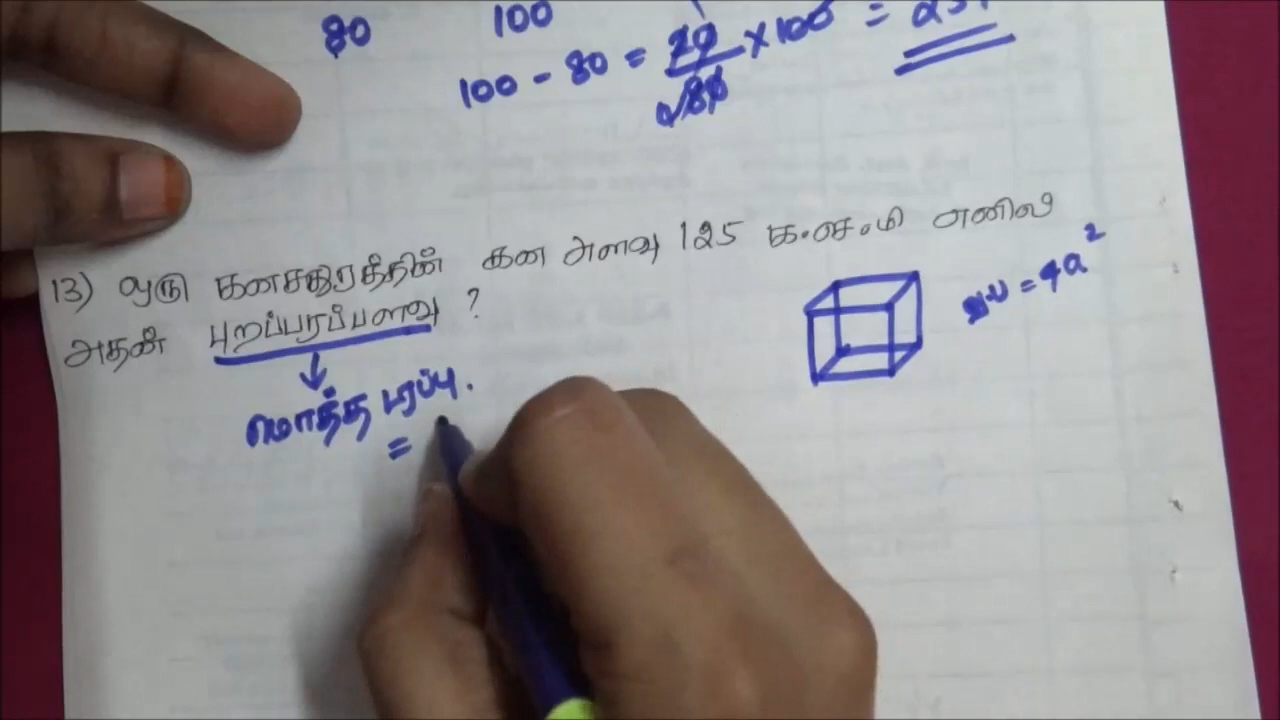 80 100
100 - 80 = 20/80 × 100 =
13) ஒரு கனசதுரத்தின் கன அளவு 125 க.செ.மி எனில்
அதன் புறப்பரப்பளவு ?
= 4a²
மொத்த பரப்பு.
=